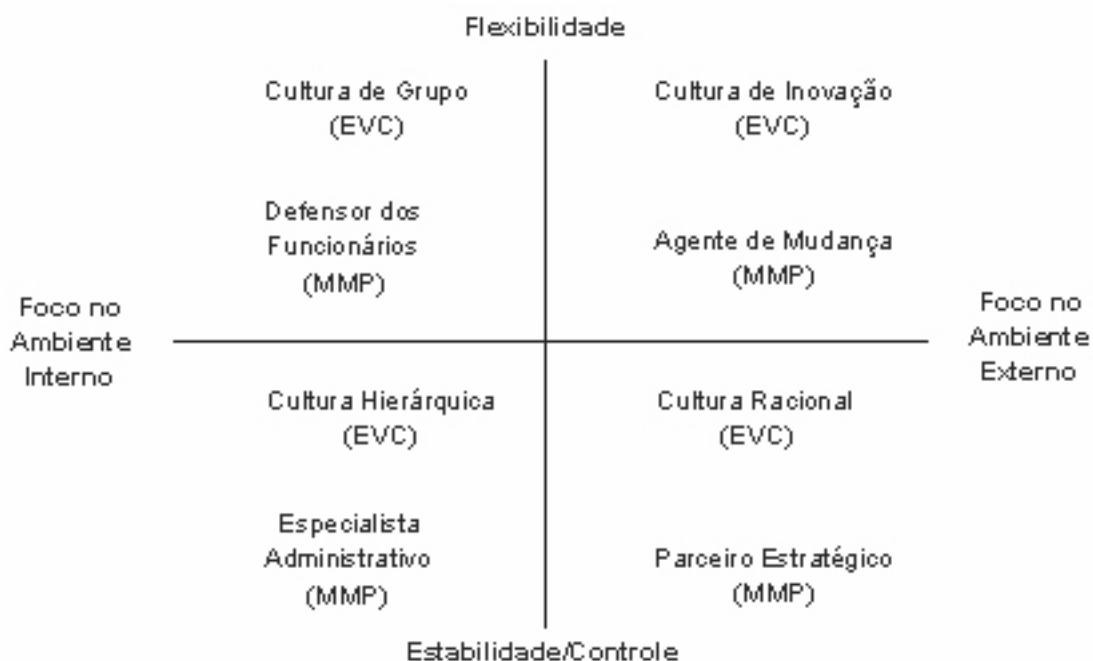 Flexibilidade
Cultura de Grupo
(EVC)
Cultura de Inovação
(EVC)
Defensor dos
Funcionários
(MMP)
Agente de Mudança
(MMP)
Foco no
Ambiente
Interno
Foco no
Ambiente
Externo
Cultura Hierárquica
(EVC)
Cultura Racional
(EVC)
Especialista
Administrativo
(MMP)
Parceiro Estratégico
(MMP)
Estabilidade/Controle